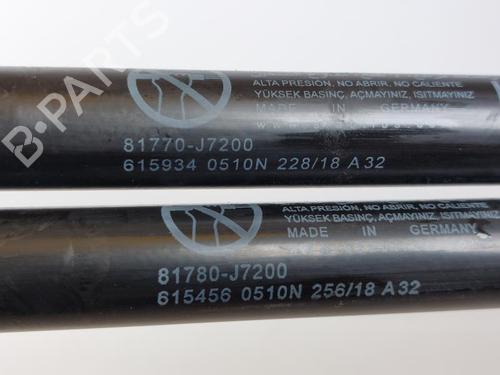 ALTA PRESIÓN, NO ABRIR, NO CALIENTE
YÜKSEK BASINÇ, AÇMAYINIZ, ISITMAYINIZ
MADE IN GERMANY
81770-J7200
615934 0510N 228/18 A32
ALTA PRESIÓN, NO ABRIR, NO CALIENTE
YÜKSEK BASINÇ, AÇMAYINIZ, ISITMAYINIZ
MADE IN GERMANY
81780-J7200
615456 0510N 256/18 A32
B-PARTS